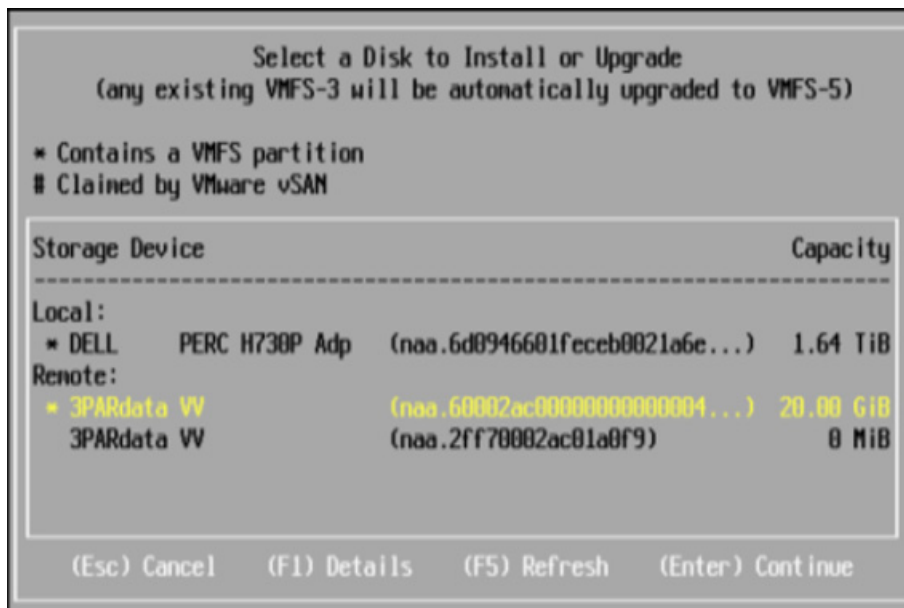 Select a Disk to Install or Upgrade
(any existing VMFS-3 will be automatically upgraded to VMFS-5)
* Contains a VMFS partition
# Claimed by VMware vSAN
Storage Device Capacity
--------------------------------------------------------------
Local:
* DELL PERC H730P Adp (naa.6d0946601feceb0021a6e...) 1.64 TiB
Remote:
* 3PARdata VV (naa.60002ac00000000000004...) 20.00 GiB
3PARdata VV (naa.2ff70002ac01a0f9) 0 MiB
(Esc) Cancel (F1) Details (F5) Refresh (Enter) Continue